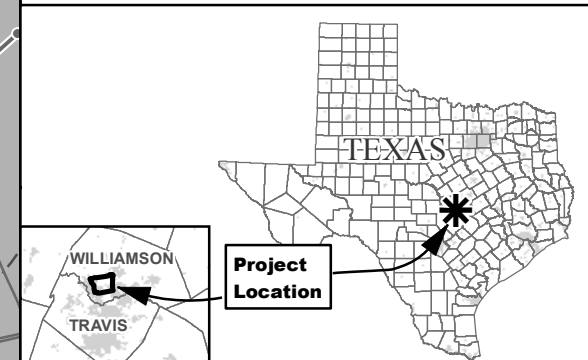 TEXAS
WILLIAMSON
TRAVIS
Project
Location